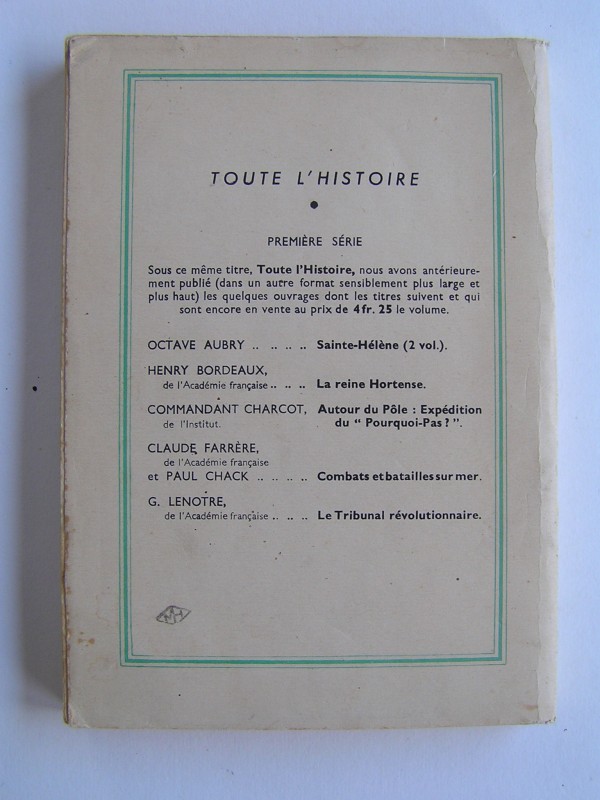 TOUTE L'HISTOIRE
PREMIÈRE SÉRIE
Sous ce même titre, Toute l'Histoire, nous avons antérieure-
ment publié (dans un autre format sensiblement plus large et
plus haut) les quelques ouvrages dont les titres suivent et qui
sont encore en vente au prix de 4 fr. 25 le volume.
OCTAVE AUBRY .. .. .. .. Sainte-Hélène (2 vol.).
HENRY BORDEAUX,
de l'Académie française .. .. .. La reine Hortense.
COMMANDANT CHARCOT, Autour du Pôle : Expédition
de l'Institut. du " Pourquoi-Pas ? ".
CLAUDE FARRÈRE,
de l'Académie française
et PAUL CHACK .. .. .. .. Combats et batailles sur mer.
G. LENOTRE,
de l'Académie française .. .. .. Le Tribunal révolutionnaire.